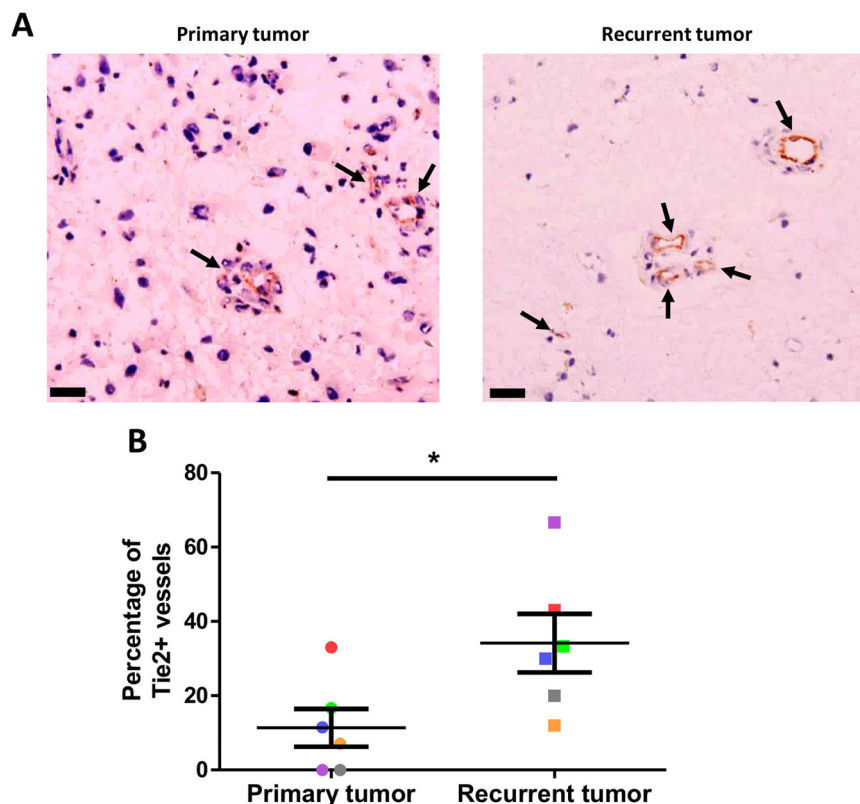 A
Primary tumor
Recurrent tumor
B
*
80
60
40
20
0
Percentage of
Tie2+ vessels
Primary tumor
Recurrent tumor